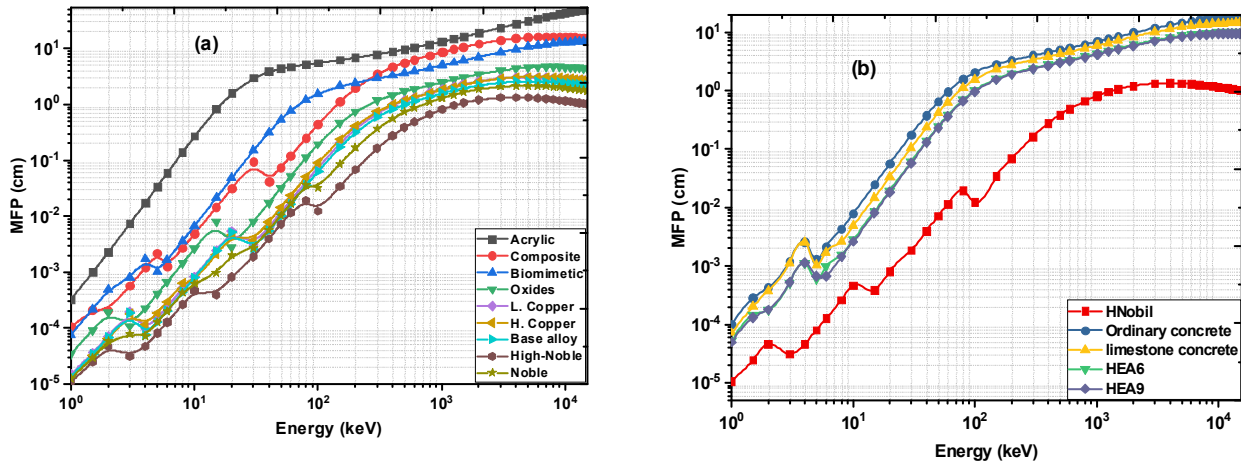 (a)
MFP (cm)
10^1
10^0
10^-1
10^-2
10^-3
10^-4
10^-5
Acrylic
Composite
Biomimetic
Oxides
L. Copper
H. Copper
Base alloy
High-Noble
Noble
10^0 10^1 10^2 10^3 10^4
Energy (keV)
(b)
MFP (cm)
10^1
10^0
10^-1
10^-2
10^-3
10^-4
10^-5
HNobil
Ordinary concrete
limestone concrete
HEA6
HEA9
10^0 10^1 10^2 10^3 10^4
Energy (keV)